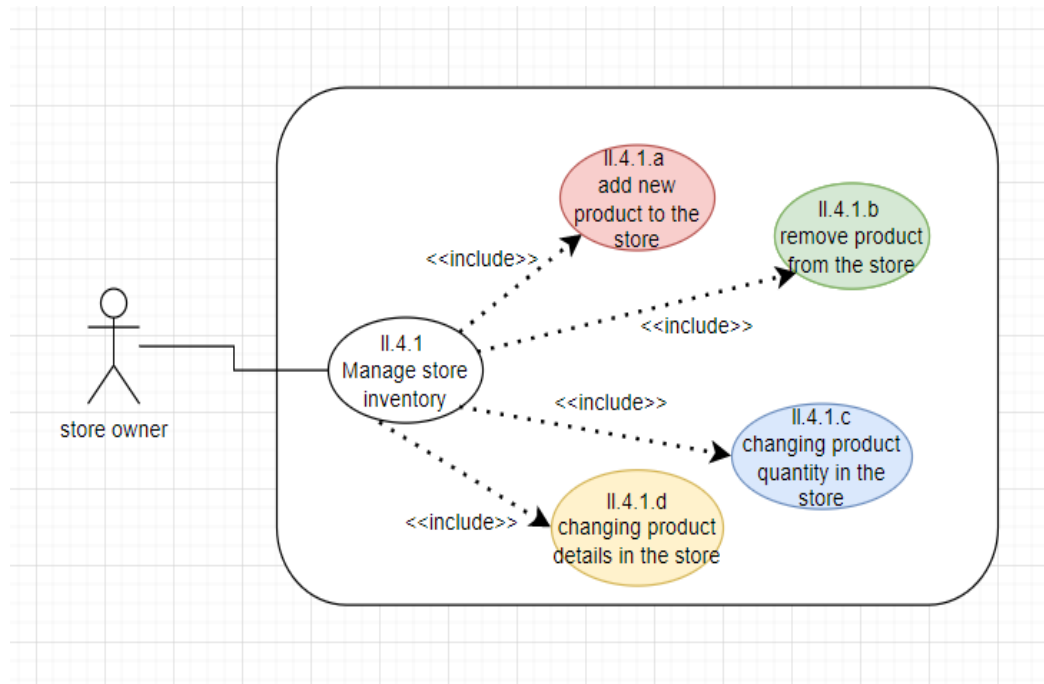 II.4.1.a
add new
product to the
store
II.4.1.b
remove product
from the store
<<include>>
<<include>>
II.4.1
Manage store
inventory
store owner
<<include>>
II.4.1.c
changing product
quantity in the
store
<<include>>
II.4.1.d
changing product
details in the store